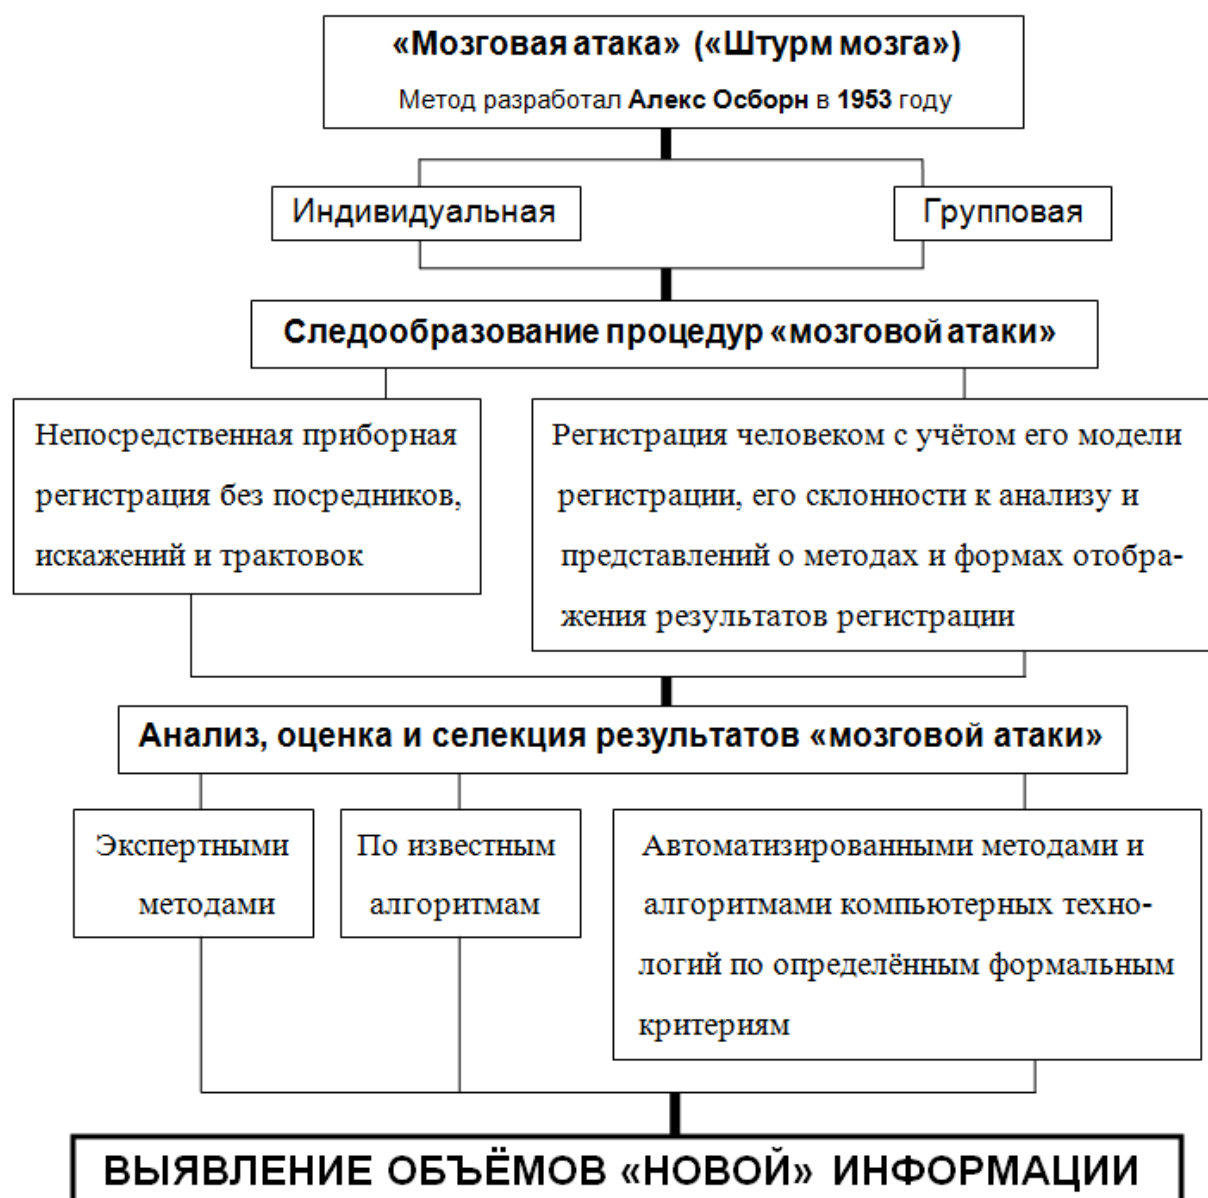 «Мозговая атака» («Штурм мозга»)
Метод разработал Алекс Осборн в 1953 году
Индивидуальная
Групповая
Следообразование процедур «мозговой атаки»
Непосредственная приборная
регистрация без посредников,
искажений и трактовок
Регистрация человеком с учётом его модели
регистрации, его склонности к анализу и
представлений о методах и формах отобра-
жения результатов регистрации
Анализ, оценка и селекция результатов «мозговой атаки»
Экспертными
методами
По известным
алгоритмам
Автоматизированными методами и
алгоритмами компьютерных техно-
логий по определённым формальным
критериям
ВЫЯВЛЕНИЕ ОБЪЁМОВ «НОВОЙ» ИНФОРМАЦИИ